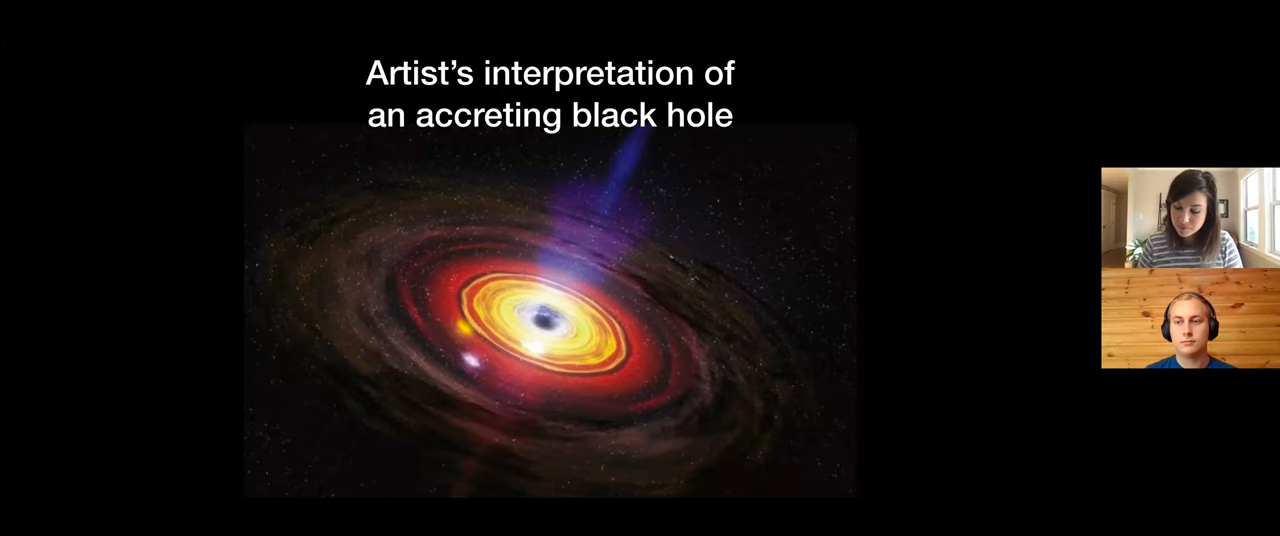 Artist’s interpretation of
an accreting black hole